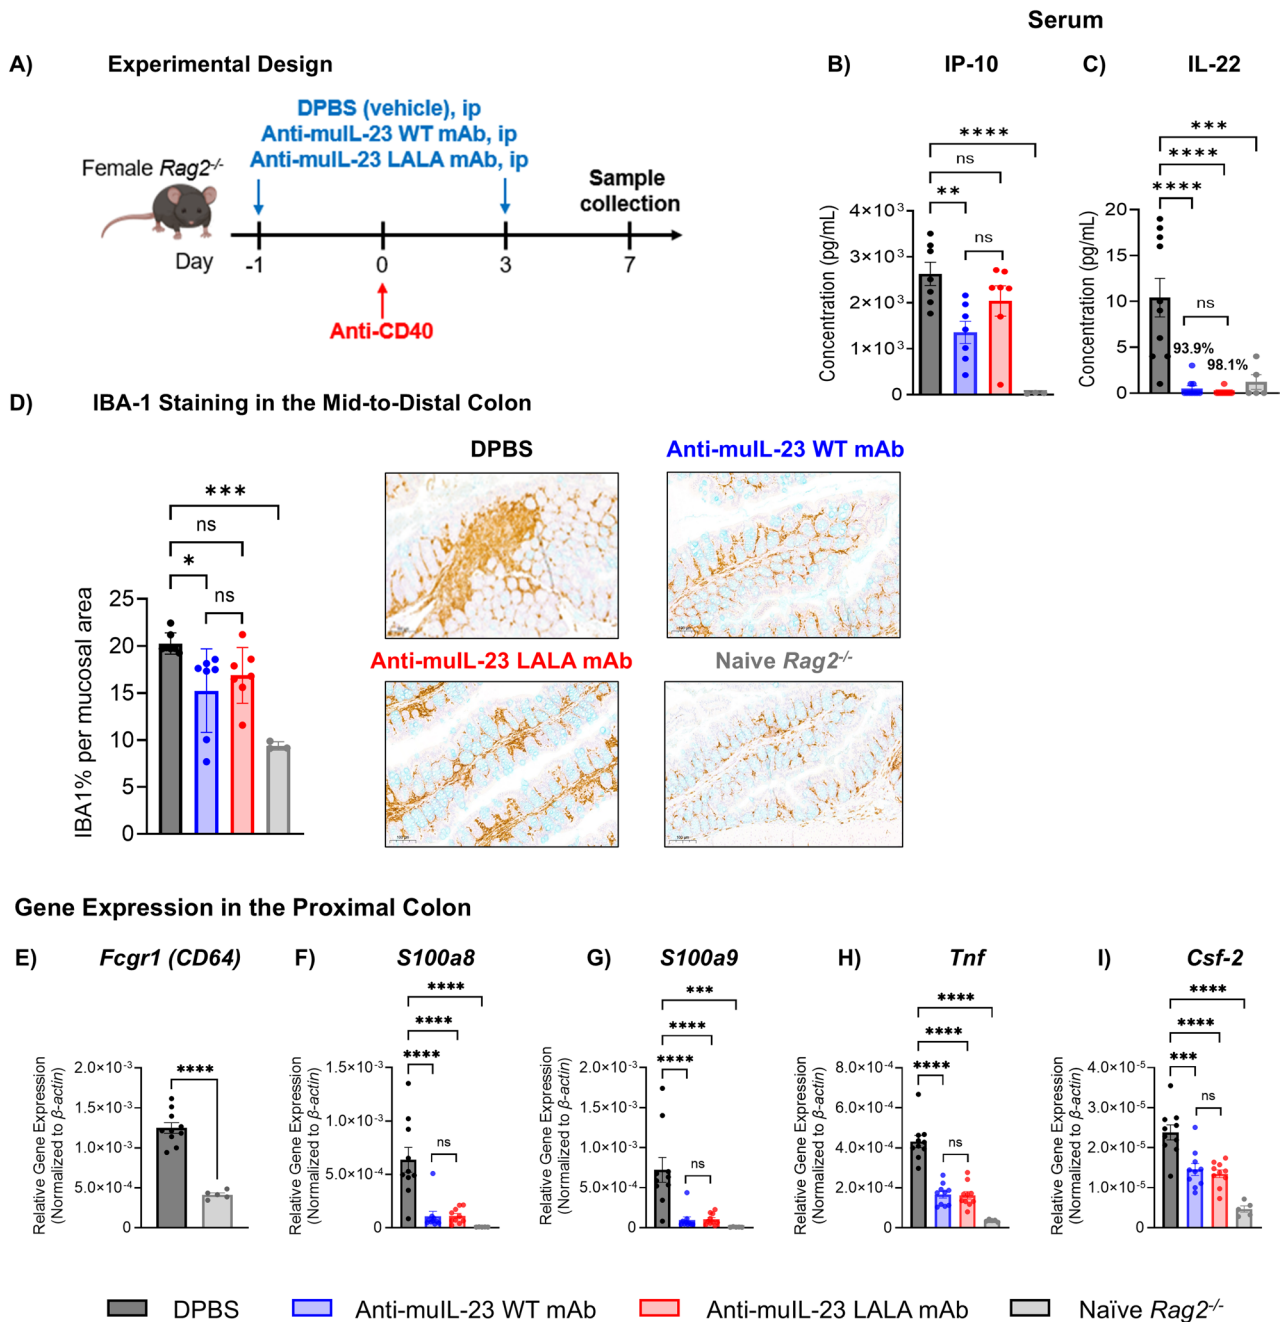 Serum
A) Experimental Design
B) IP-10
C) IL-22
DPBS (vehicle), ip
Anti-muIL-23 WT mAb, ip
Anti-muIL-23 LALA mAb, ip
Female Rag2-/-
Sample
collection
Day -1 0 3 7
Anti-CD40
****
ns
**
ns
4×10³
3×10³
2×10³
1×10³
0
Concentration (pg/mL)
***
****
****
ns
93.9%
98.1%
20
15
10
5
0
Concentration (pg/mL)
D) IBA-1 Staining in the Mid-to-Distal Colon
***
ns
*
ns
25
20
15
10
5
0
IBA1% per mucosal area
DPBS
Anti-muIL-23 WT mAb
Anti-muIL-23 LALA mAb
Naive Rag2-/-
100 µm
100 µm
Gene Expression in the Proximal Colon
E) Fcgr1 (CD64)
F) S100a8
G) S100a9
H) Tnf
I) Csf-2
Relative Gene Expression
(Normalized to β-actin)
2.0×10⁻³
1.5×10⁻³
1.0×10⁻³
5.0×10⁻⁴
0
****
Relative Gene Expression
(Normalized to β-actin)
1.5×10⁻³
1.0×10⁻³
5.0×10⁻⁴
0
****
****
****
ns
Relative Gene Expression
(Normalized to β-actin)
2.0×10⁻³
1.5×10⁻³
1.0×10⁻³
5.0×10⁻⁴
0
***
****
****
ns
Relative Gene Expression
(Normalized to β-actin)
8.0×10⁻⁴
6.0×10⁻⁴
4.0×10⁻⁴
2.0×10⁻⁴
0
****
****
****
ns
Relative Gene Expression
(Normalized to β-actin)
4.0×10⁻⁵
3.0×10⁻⁵
2.0×10⁻⁵
1.0×10⁻⁵
0
****
****
***
ns
DPBS
Anti-muIL-23 WT mAb
Anti-muIL-23 LALA mAb
Naïve Rag2-/-